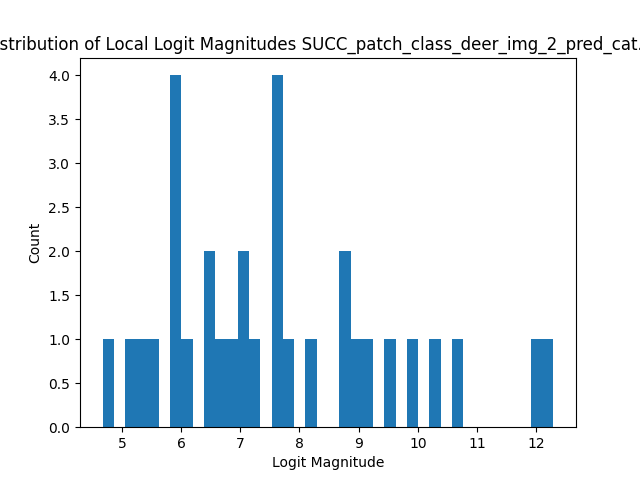 stribution of Local Logit Magnitudes SUCC_patch_class_deer_img_2_pred_cat.
4.0
3.5
3.0
2.5
2.0
1.5
1.0
0.5
0.0
Count
5 6 7 8 9 10 11 12
Logit Magnitude